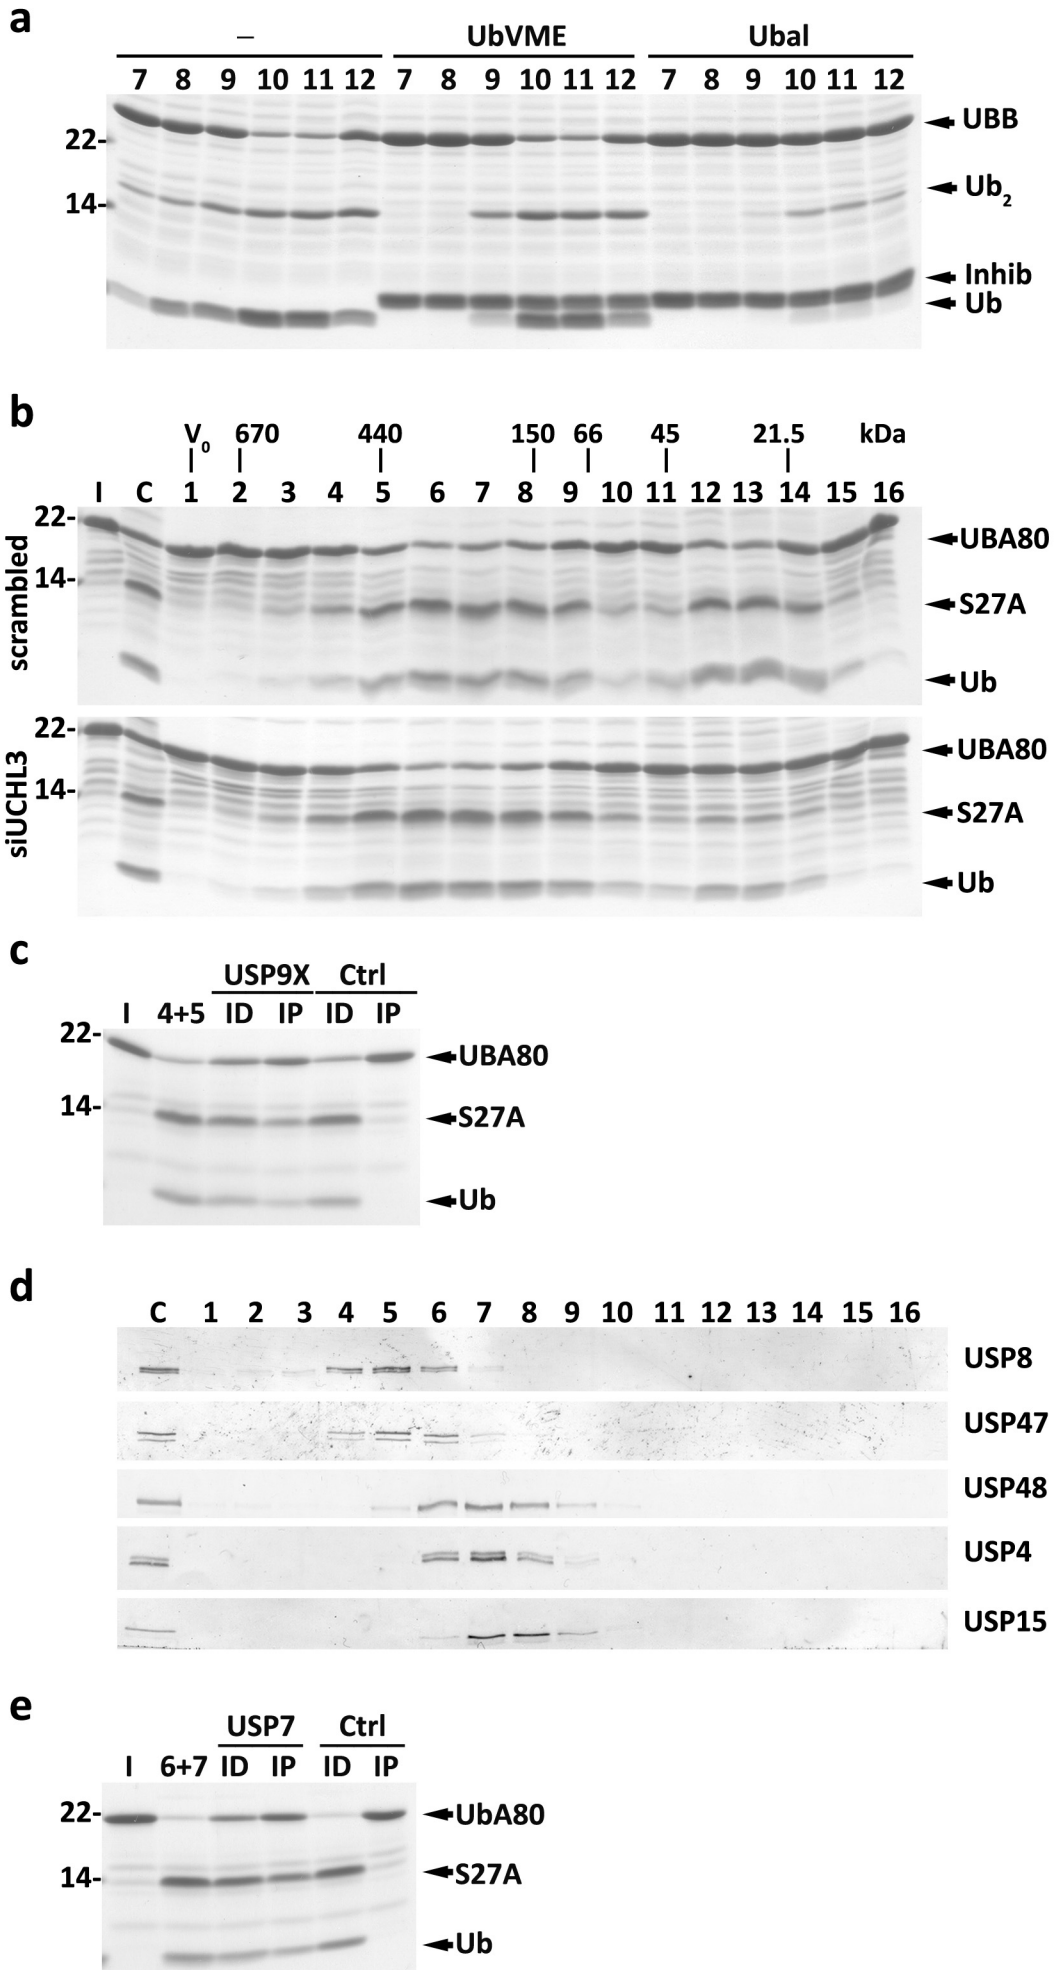 a
– UbVME Ubal
7 8 9 10 11 12 7 8 9 10 11 12 7 8 9 10 11 12
UBB
22-
Ub2
14-
Inhib
Ub
b
V0 670 440 150 66 45 21.5 kDa
I C 1 2 3 4 5 6 7 8 9 10 11 12 13 14 15 16
scrambled
22-
UBA80
14-
S27A
Ub
siUCHL3
22-
UBA80
14-
S27A
Ub
c
USP9X Ctrl
I 4+5 ID IP ID IP
22-
UBA80
14-
S27A
Ub
d
C 1 2 3 4 5 6 7 8 9 10 11 12 13 14 15 16
USP8
USP47
USP48
USP4
USP15
e
USP7 Ctrl
I 6+7 ID IP ID IP
22-
UbA80
14-
S27A
Ub